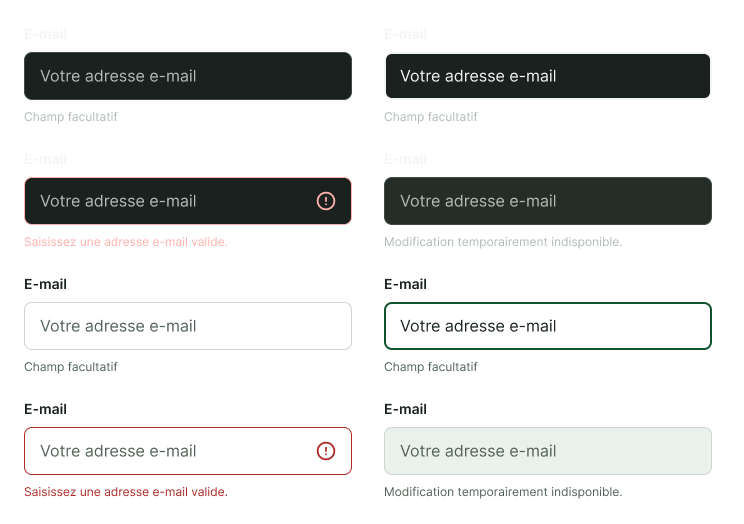 E-mail
E-mail
Votre adresse e-mail
Votre adresse e-mail
Champ facultatif
Champ facultatif
E-mail
E-mail
Votre adresse e-mail
Votre adresse e-mail
Saisissez une adresse e-mail valide.
Modification temporairement indisponible.
E-mail
E-mail
Votre adresse e-mail
Votre adresse e-mail
Champ facultatif
Champ facultatif
E-mail
E-mail
Votre adresse e-mail
Votre adresse e-mail
Saisissez une adresse e-mail valide.
Modification temporairement indisponible.